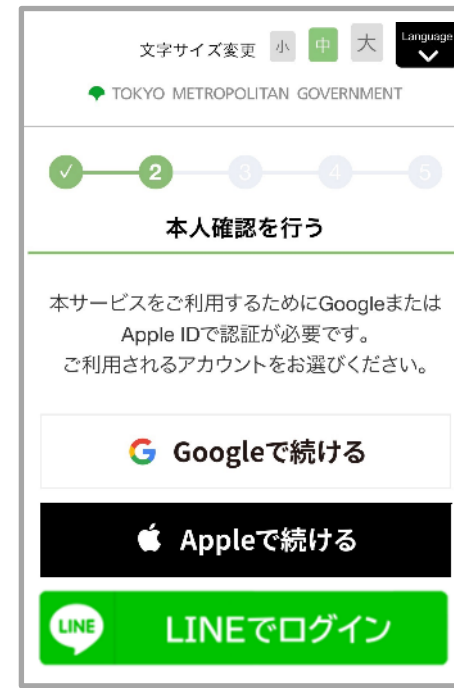 文字サイズ変更 小 中 大 Language
TOKYO METROPOLITAN GOVERNMENT
2 3 4 5
本人確認を行う
本サービスをご利用するためにGoogleまたは
Apple IDで認証が必要です。
ご利用されるアカウントをお選びください。
Googleで続ける
Appleで続ける
LINE LINEでログイン